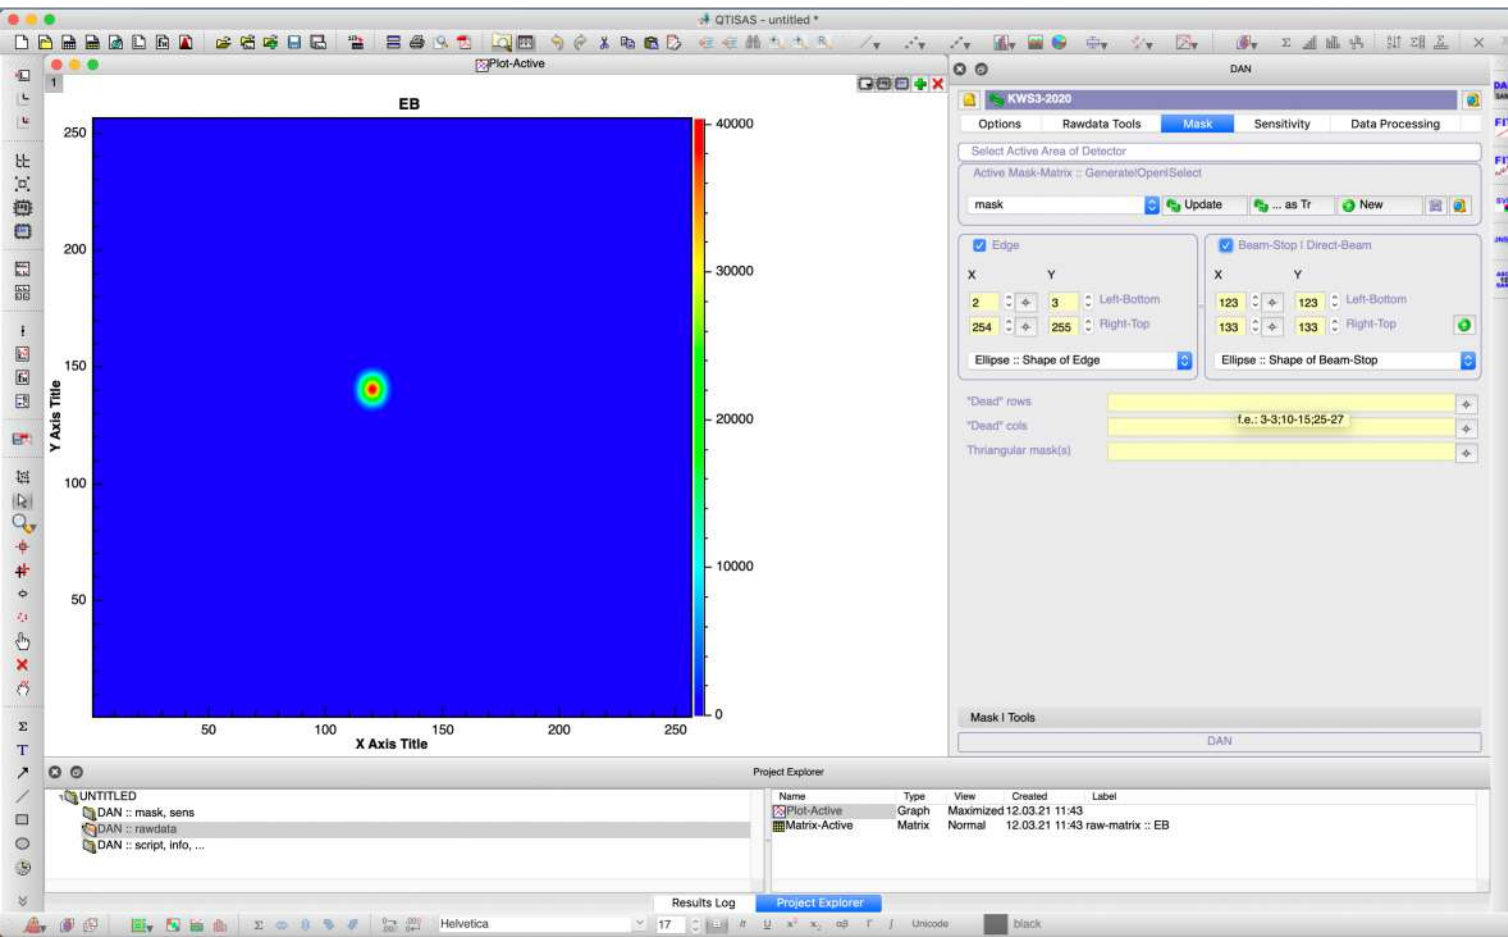 QTISAS - untitled *
Plot-Active
1
EB
250
200
150
100
50
Y Axis Title
50
100
150
200
250
X Axis Title
40000
30000
20000
10000
0
DAN
KWS3-2020
Options Rawdata Tools Mask Sensitivity Data Processing
Select Active Area of Detector
Active Mask-Matrix :: Generate|Open|Select
mask Update ... as Tr New
Edge Beam-Stop | Direct-Beam
X Y X Y
2 3 Left-Bottom 123 123 Left-Bottom
254 255 Right-Top 133 133 Right-Top
Ellipse :: Shape of Edge Ellipse :: Shape of Beam-Stop
"Dead" rows
f.e.: 3-3;10-15;25-27
"Dead" cols
Thriangular mask(s)
Mask | Tools
DAN
Project Explorer
UNTITLED
DAN :: mask, sens
DAN :: rawdata
DAN :: script, info, ...
Name Type View Created Label
Plot-Active Graph Maximized 12.03.21 11:43
Matrix-Active Matrix Normal 12.03.21 11:43 raw-matrix :: EB
Results Log Project Explorer
Helvetica 17 Unicode black